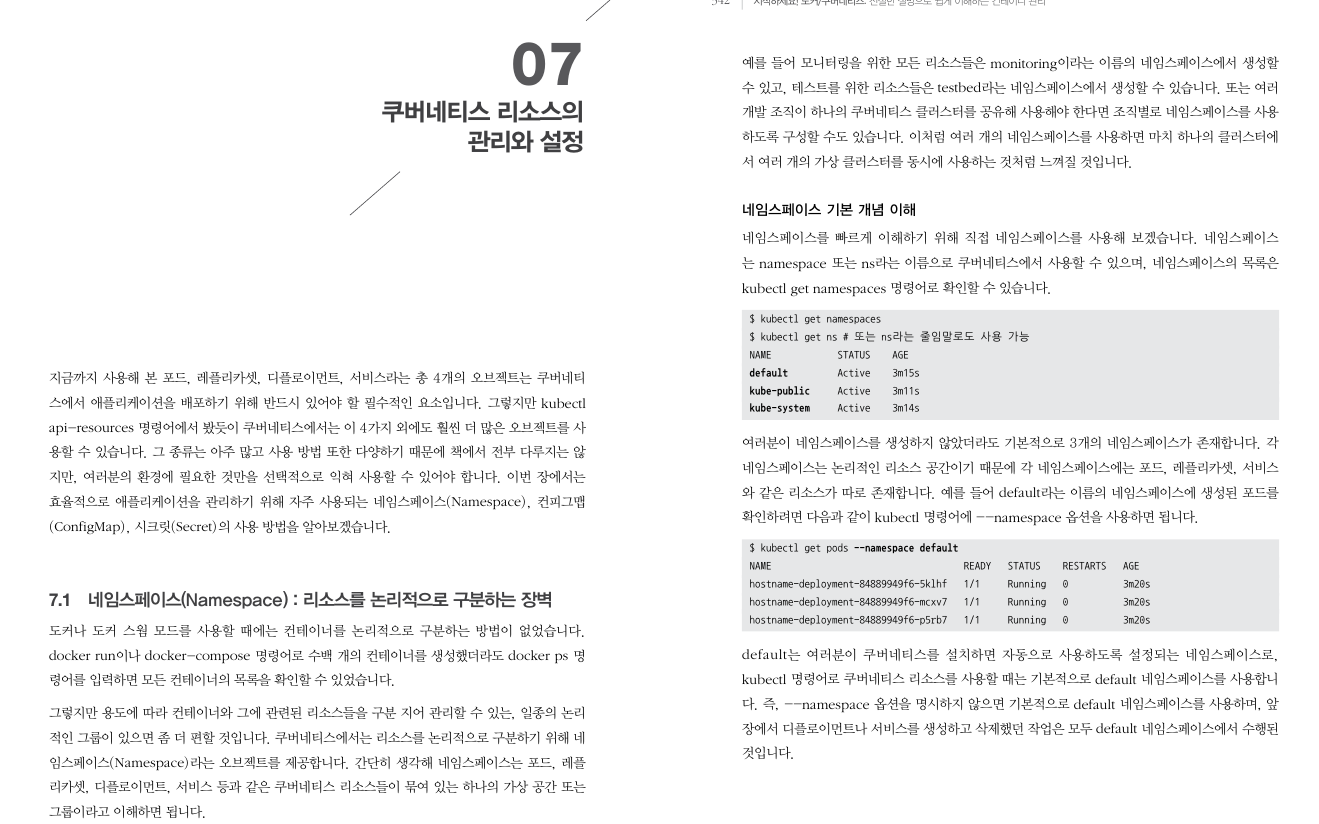 07
쿠버네티스 리소스의
관리와 설정
지금까지 사용해 본 포드, 레플리카셋, 디플로이먼트, 서비스라는 총 4개의 오브젝트는 쿠버네티
스에서 애플리케이션을 배포하기 위해 반드시 있어야 할 필수적인 요소입니다. 그렇지만 kubectl
api-resources 명령어에서 봤듯이 쿠버네티스에서는 이 4가지 외에도 훨씬 더 많은 오브젝트를 사
용할 수 있습니다. 그 종류는 아주 많고 사용 방법 또한 다양하기 때문에 책에서 전부 다루지는 않
지만, 여러분의 환경에 필요한 것만을 선택적으로 익혀 사용할 수 있어야 합니다. 이번 장에서는
효율적으로 애플리케이션을 관리하기 위해 자주 사용되는 네임스페이스(Namespace), 컨피그맵
(ConfigMap), 시크릿(Secret)의 사용 방법을 알아보겠습니다.
7.1 네임스페이스(Namespace) : 리소스를 논리적으로 구분하는 장벽
도커나 도커 스웜 모드를 사용할 때에는 컨테이너를 논리적으로 구분하는 방법이 없었습니다.
docker run이나 docker-compose 명령어로 수백 개의 컨테이너를 생성했더라도 docker ps 명
령어를 입력하면 모든 컨테이너의 목록을 확인할 수 있었습니다.
그렇지만 용도에 따라 컨테이너와 그에 관련된 리소스들을 구분 지어 관리할 수 있는, 일종의 논리
적인 그룹이 있으면 좀 더 편할 것입니다. 쿠버네티스에서는 리소스를 논리적으로 구분하기 위해 네
임스페이스(Namespace)라는 오브젝트를 제공합니다. 간단히 생각해 네임스페이스는 포드, 레플
리카셋, 디플로이먼트, 서비스 등과 같은 쿠버네티스 리소스들이 묶여 있는 하나의 가상 공간 또는
그룹이라고 이해하면 됩니다.
예를 들어 모니터링을 위한 모든 리소스들은 monitoring이라는 이름의 네임스페이스에서 생성할
수 있고, 테스트를 위한 리소스들은 testbed라는 네임스페이스에서 생성할 수 있습니다. 또는 여러
개발 조직이 하나의 쿠버네티스 클러스터를 공유해 사용해야 한다면 조직별로 네임스페이스를 사용
하도록 구성할 수도 있습니다. 이처럼 여러 개의 네임스페이스를 사용하면 마치 하나의 클러스터에
서 여러 개의 가상 클러스터를 동시에 사용하는 것처럼 느껴질 것입니다.
네임스페이스 기본 개념 이해
네임스페이스를 빠르게 이해하기 위해 직접 네임스페이스를 사용해 보겠습니다. 네임스페이스
는 namespace 또는 ns라는 이름으로 쿠버네티스에서 사용할 수 있으며, 네임스페이스의 목록은
kubectl get namespaces 명령어로 확인할 수 있습니다.
$ kubectl get namespaces
$ kubectl get ns # 또는 ns라는 줄임말로도 사용 가능
NAME STATUS AGE
default Active 3m15s
kube-public Active 3m11s
kube-system Active 3m14s
여러분이 네임스페이스를 생성하지 않았더라도 기본적으로 3개의 네임스페이스가 존재합니다. 각
네임스페이스는 논리적인 리소스 공간이기 때문에 각 네임스페이스에는 포드, 레플리카셋, 서비스
와 같은 리소스가 따로 존재합니다. 예를 들어 default라는 이름의 네임스페이스에 생성된 포드를
확인하려면 다음과 같이 kubectl 명령어에 --namespace 옵션을 사용하면 됩니다.
$ kubectl get pods --namespace default
NAME READY STATUS RESTARTS AGE
hostname-deployment-84889949f6-5klhf 1/1 Running 0 3m20s
hostname-deployment-84889949f6-mcxv7 1/1 Running 0 3m20s
hostname-deployment-84889949f6-p5rb7 1/1 Running 0 3m20s
default는 여러분이 쿠버네티스를 설치하면 자동으로 사용하도록 설정되는 네임스페이스로,
kubectl 명령어로 쿠버네티스 리소스를 사용할 때는 기본적으로 default 네임스페이스를 사용합니
다. 즉, --namespace 옵션을 명시하지 않으면 기본적으로 default 네임스페이스를 사용하며, 앞
장에서 디플로이먼트나 서비스를 생성하고 삭제했던 작업은 모두 default 네임스페이스에서 수행된
것입니다.